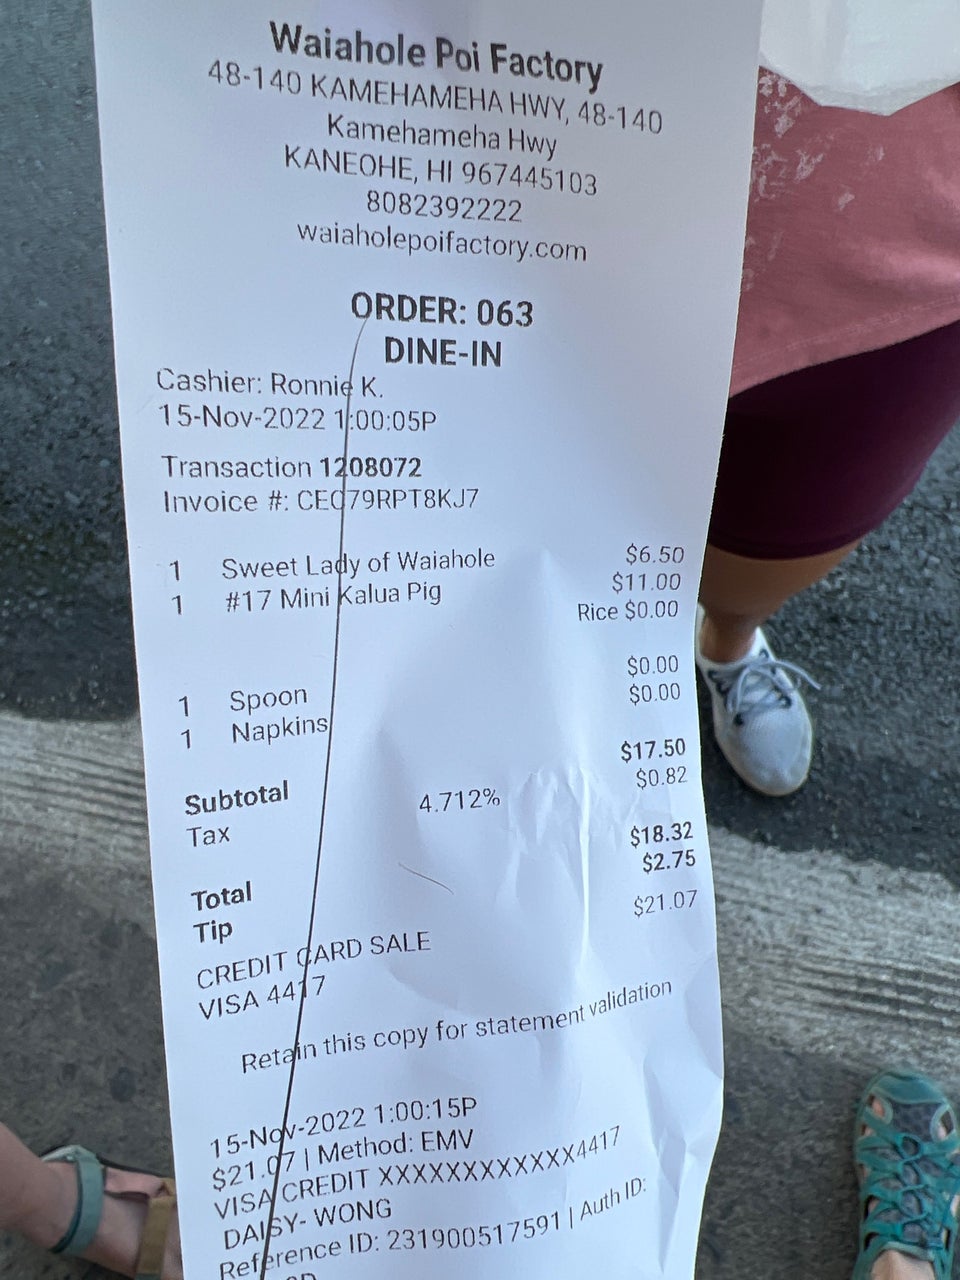 Waiahole Poi Factory
48-140 KAMEHAMEHA HWY, 48-140
Kamehameha Hwy
KANEOHE, HI 967445103
8082392222
waiaholepoifactory.com
ORDER: 063
DINE-IN
Cashier: Ronnie K.
15-Nov-2022 1:00:05P
Transaction 1208072
Invoice #: CEC79RPT8KJ7
1 Sweet Lady of Waiahole $6.50
1 #17 Mini Kalua Pig $11.00
Rice $0.00
1 Spoon $0.00
1 Napkins $0.00
Subtotal $17.50
Tax 4.712% $0.82
Total $18.32
Tip $2.75
CREDIT CARD SALE $21.07
VISA 4417
Retain this copy for statement validation
15-Nov-2022 1:00:15P
$21.07 | Method: EMV
VISA CREDIT XXXXXXXXXXXX4417
DAISY- WONG
Reference ID: 231900517591 | Auth ID: